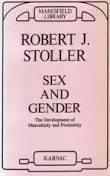 MARESFIELD
LIBRARY
ROBERT J.
STOLLER
SEX
AND
GENDER
The Development of
Masculinity and Femininity
KARNAC